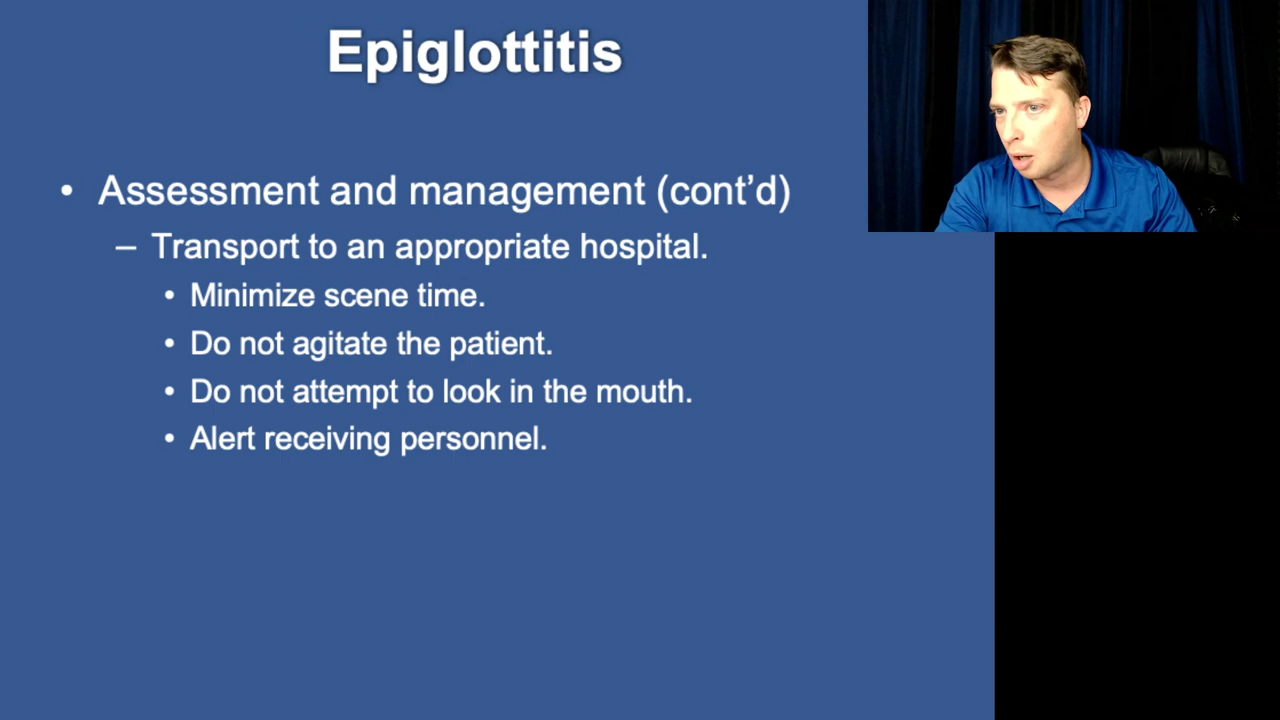 Epiglottitis
• Assessment and management (cont’d)
– Transport to an appropriate hospital.
• Minimize scene time.
• Do not agitate the patient.
• Do not attempt to look in the mouth.
• Alert receiving personnel.